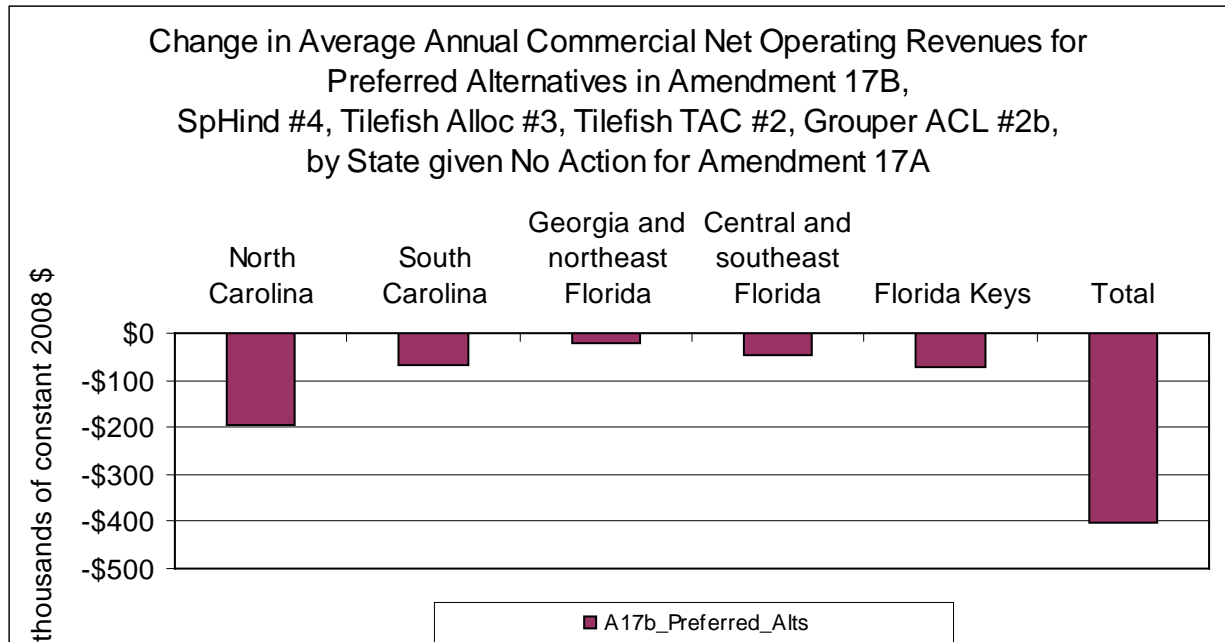 Change in Average Annual Commercial Net Operating Revenues for
Preferred Alternatives in Amendment 17B,
SpHind #4, Tilefish Alloc #3, Tilefish TAC #2, Grouper ACL #2b,
by State given No Action for Amendment 17A
thousands of constant 2008 $
North
Carolina
South
Carolina
Georgia and
northeast
Florida
Central and
southeast
Florida
Florida Keys
Total
$0
-$100
-$200
-$300
-$400
-$500
A17b_Preferred_Alts